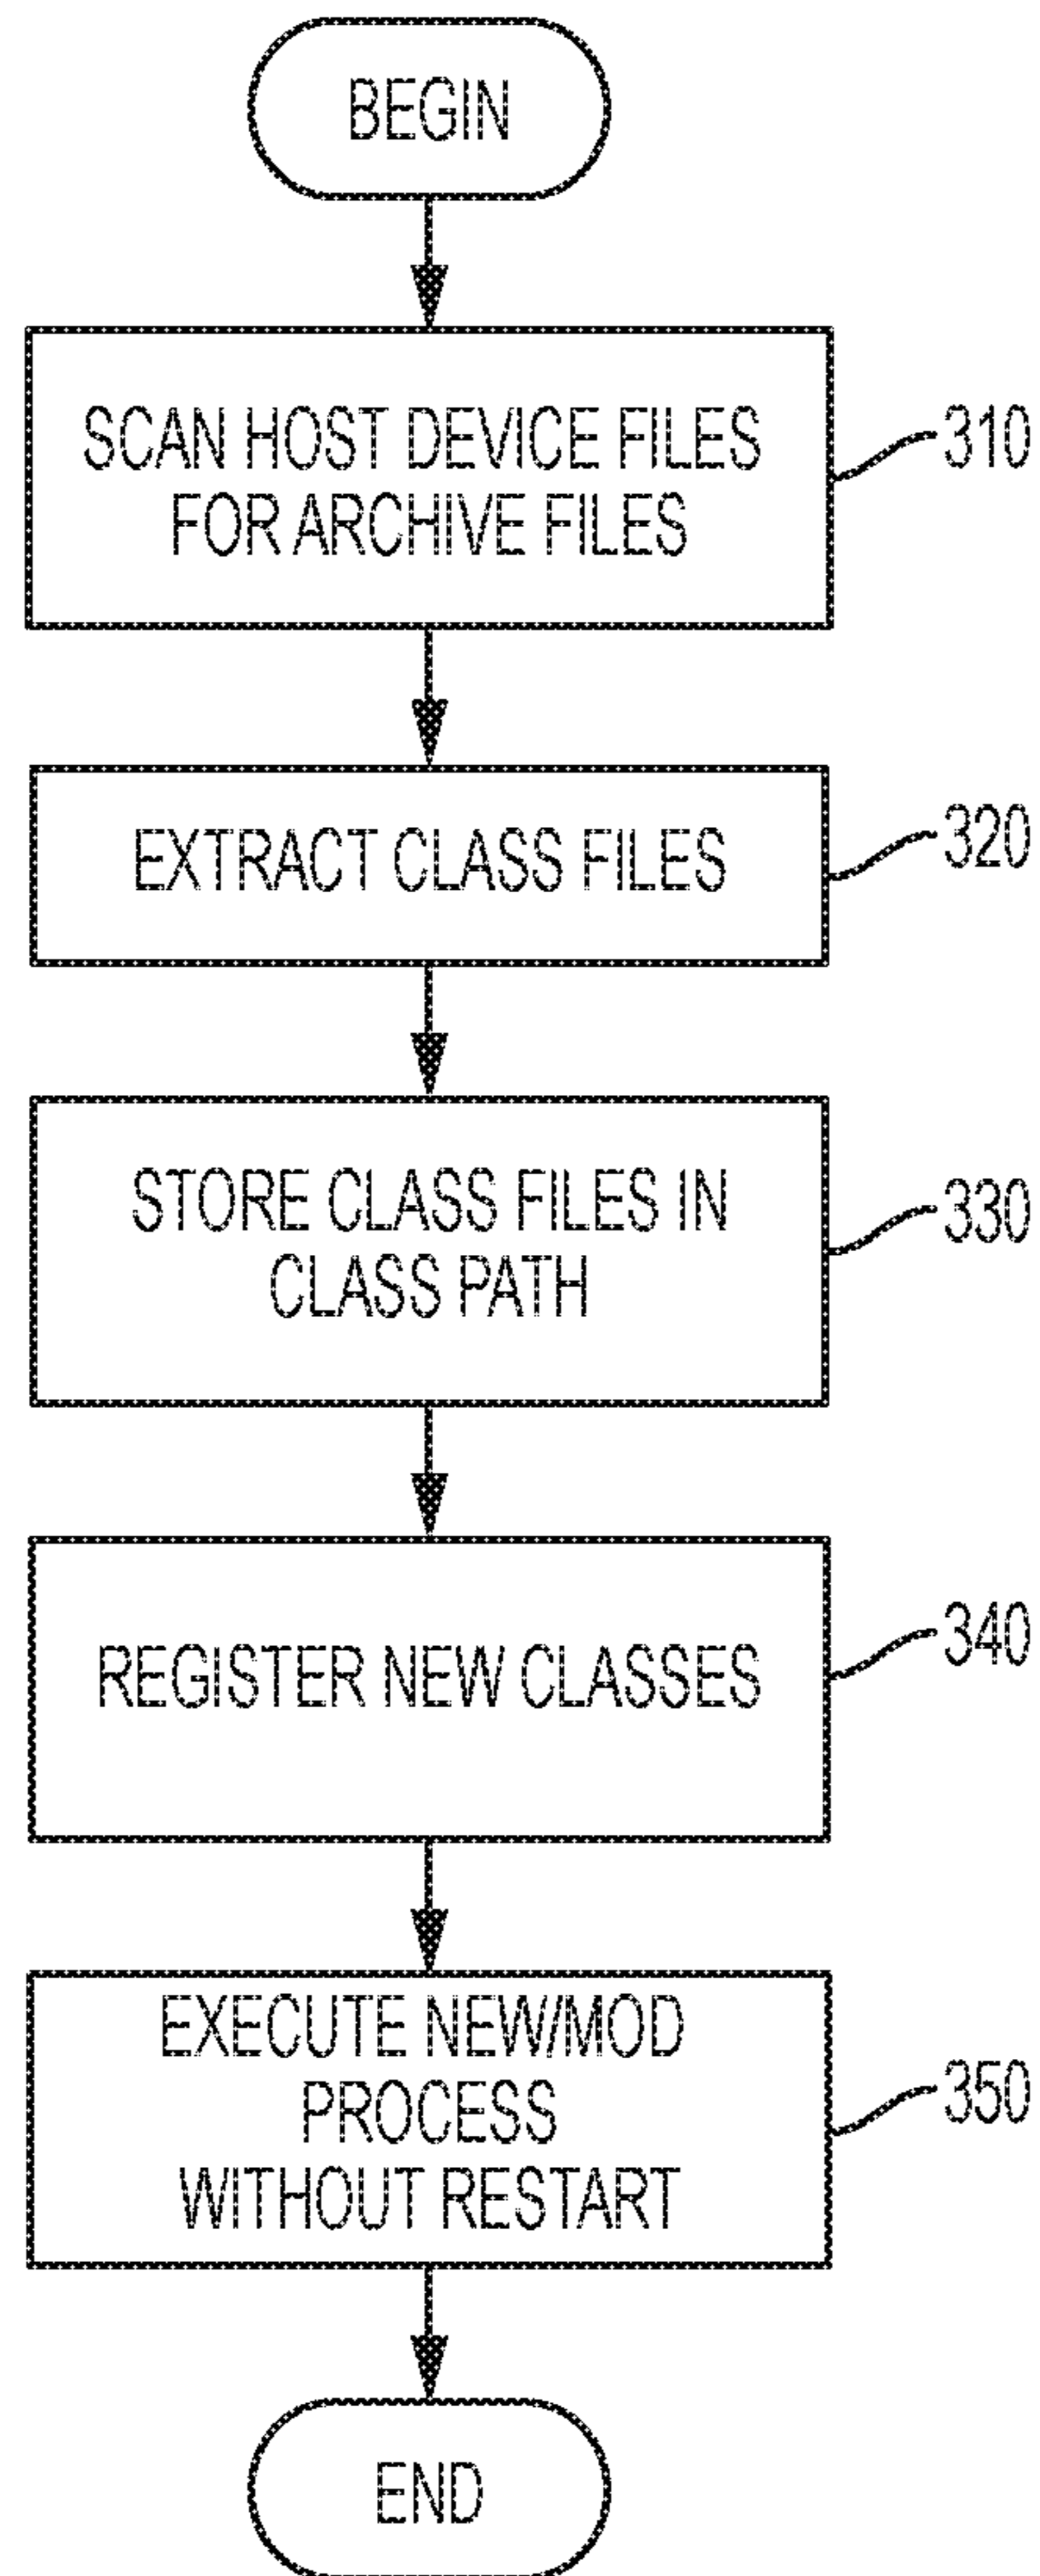 BEGIN
SCAN HOST DEVICE FILES
FOR ARCHIVE FILES
310
EXTRACT CLASS FILES
320
STORE CLASS FILES IN
CLASS PATH
330
REGISTER NEW CLASSES
340
EXECUTE NEW/MOD
PROCESS
WITHOUT RESTART
350
END